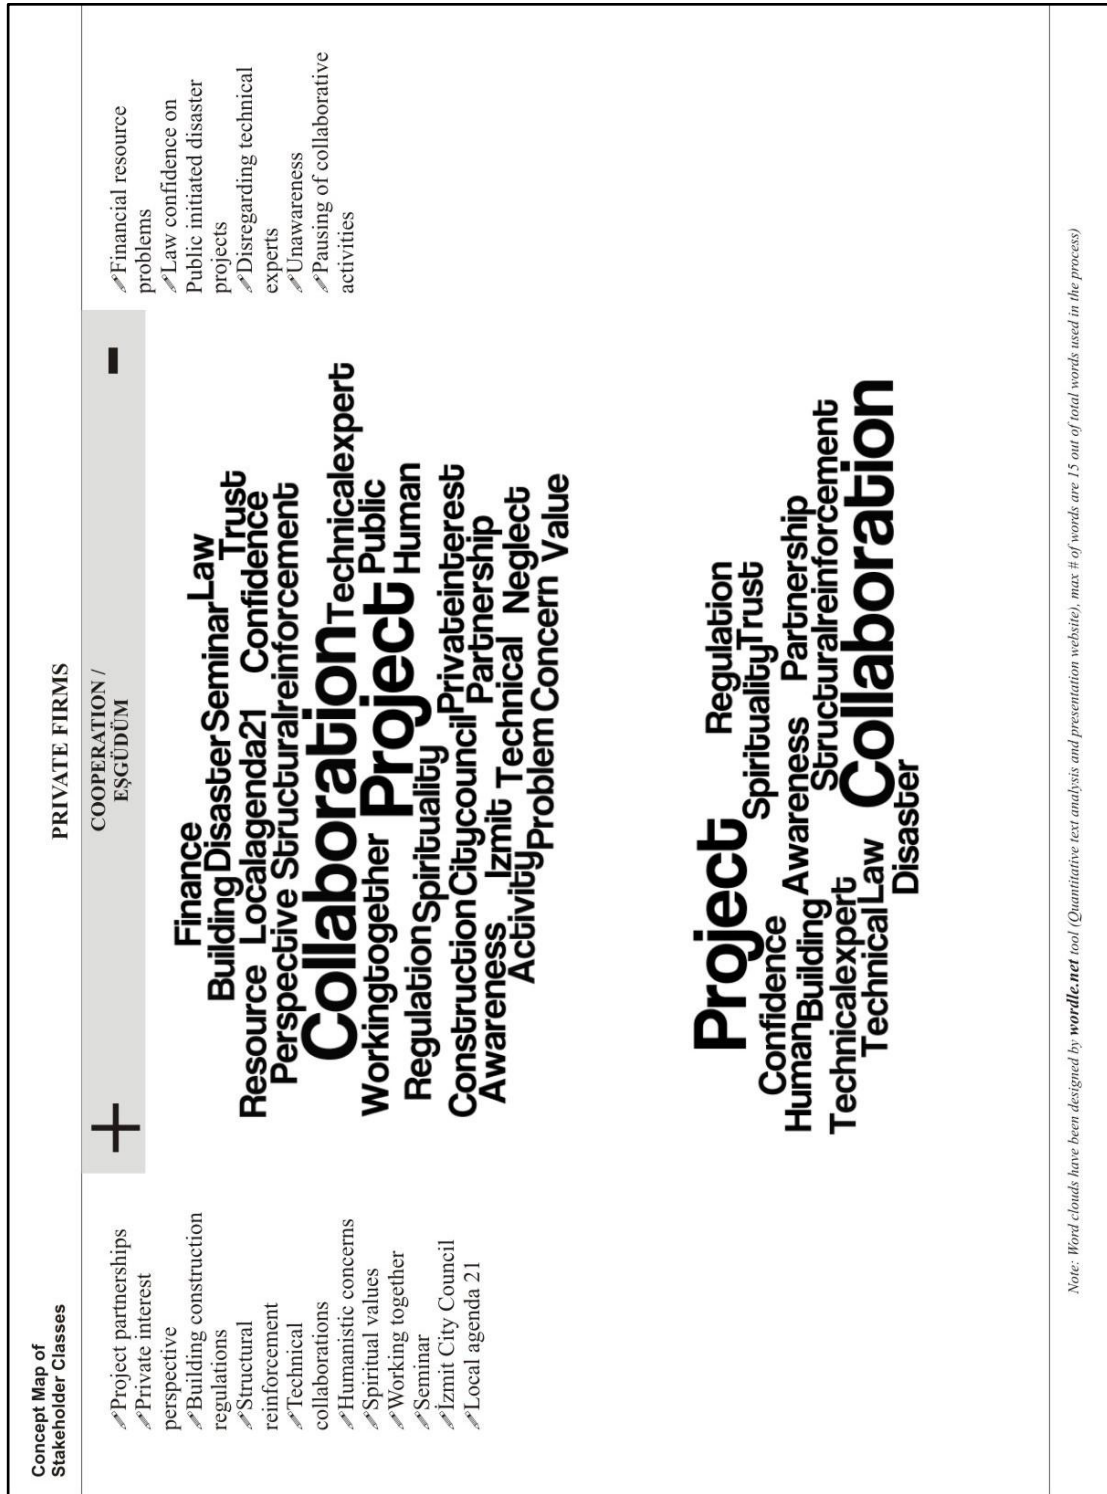 Concept Map of
Stakeholder Classes
PRIVATE FIRMS
COOPERATION /
EŞGÜDÜM
+
-
Project partnerships
Private interest
perspective
Building construction
regulations
Structural
reinforcement
Technical
collaborations
Humanistic concerns
Spiritual values
Working together
Seminar
İzmit City Council
Local agenda 21
Finance
Building Disaster Seminar Law
Resource Localagenda21 Confidence Trust
Perspective Structuralreinforcement
Collaboration Technicalexpert
Workingtogether Project Public
Regulation Spirituality Human
Construction Citycouncil Privateinterest
Awareness Izmit Technical Partnership
Activity Problem Concern Neglect
Value
Project Regulation
Confidence Spirituality Trust
Human Building Awareness Partnership
Technicalexpert Structuralreinforcement
Technical Law Collaboration
Disaster
Financial resource
problems
Law confidence on
Public initiated disaster
projects
Disregarding technical
experts
Unawareness
Pausing of collaborative
activities
Note: Word clouds have been designed by wordle.net tool (Quantitative text analysis and presentation website), max # of words are 15 out of total words used in the process)